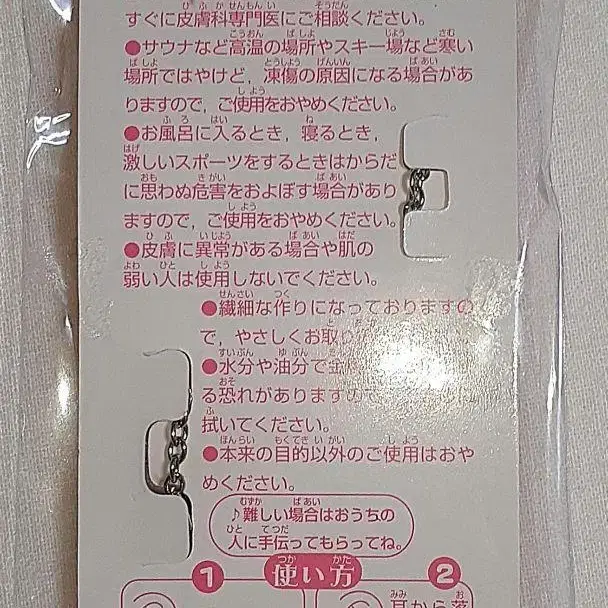 すぐに皮膚科専門医にご相談ください。
●サウナなど高温の場所やスキー場など寒い
場所ではやけど，凍傷の原因になる場合があ
りますので，ご使用をおやめください。
●お風呂に入るとき，寝るとき，
激しいスポーツをするときはからだ
に思わぬ危害をおよぼす場合があり
ますので，ご使用をおやめください。
●皮膚に異常がある場合や肌の
弱い人は使用しないでください。
●繊細な作りになっておりますの
で，やさしくお取り
●水分や油分で金
る恐れがありますので
拭いてください。
●本来の目的以外のご使用はおや
めください。
♪難しい場合はおうちの
人に手伝ってもらってね。
1 使い方 2
耳から落